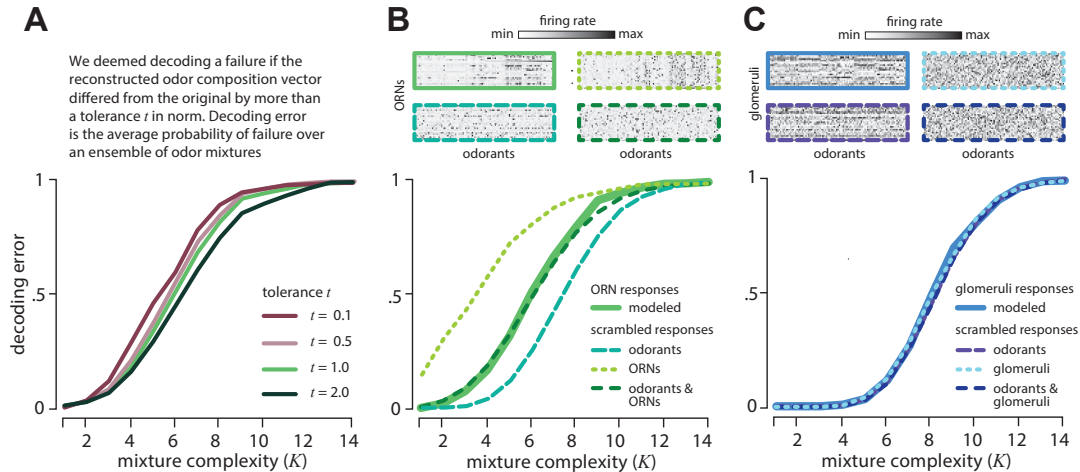 A
We deemed decoding a failure if the
reconstructed odor composition vector
differed from the original by more than
a tolerance t in norm. Decoding error
is the average probability of failure over
an ensemble of odor mixtures
1
.5
0
decoding error
tolerance t
t = 0.1
t = 0.5
t = 1.0
t = 2.0
2 4 6 8 10 12 14
mixture complexity (K)
B
firing rate
min max
ORNs
odorants
odorants
1
.5
0
ORN responses
modeled
scrambled responses
odorants
ORNs
odorants &
ORNs
2 4 6 8 10 12 14
mixture complexity (K)
C
firing rate
min max
glomeruli
odorants
odorants
1
.5
0
glomeruli responses
modeled
scrambled responses
odorants
glomeruli
odorants &
glomeruli
2 4 6 8 10 12 14
mixture complexity (K)